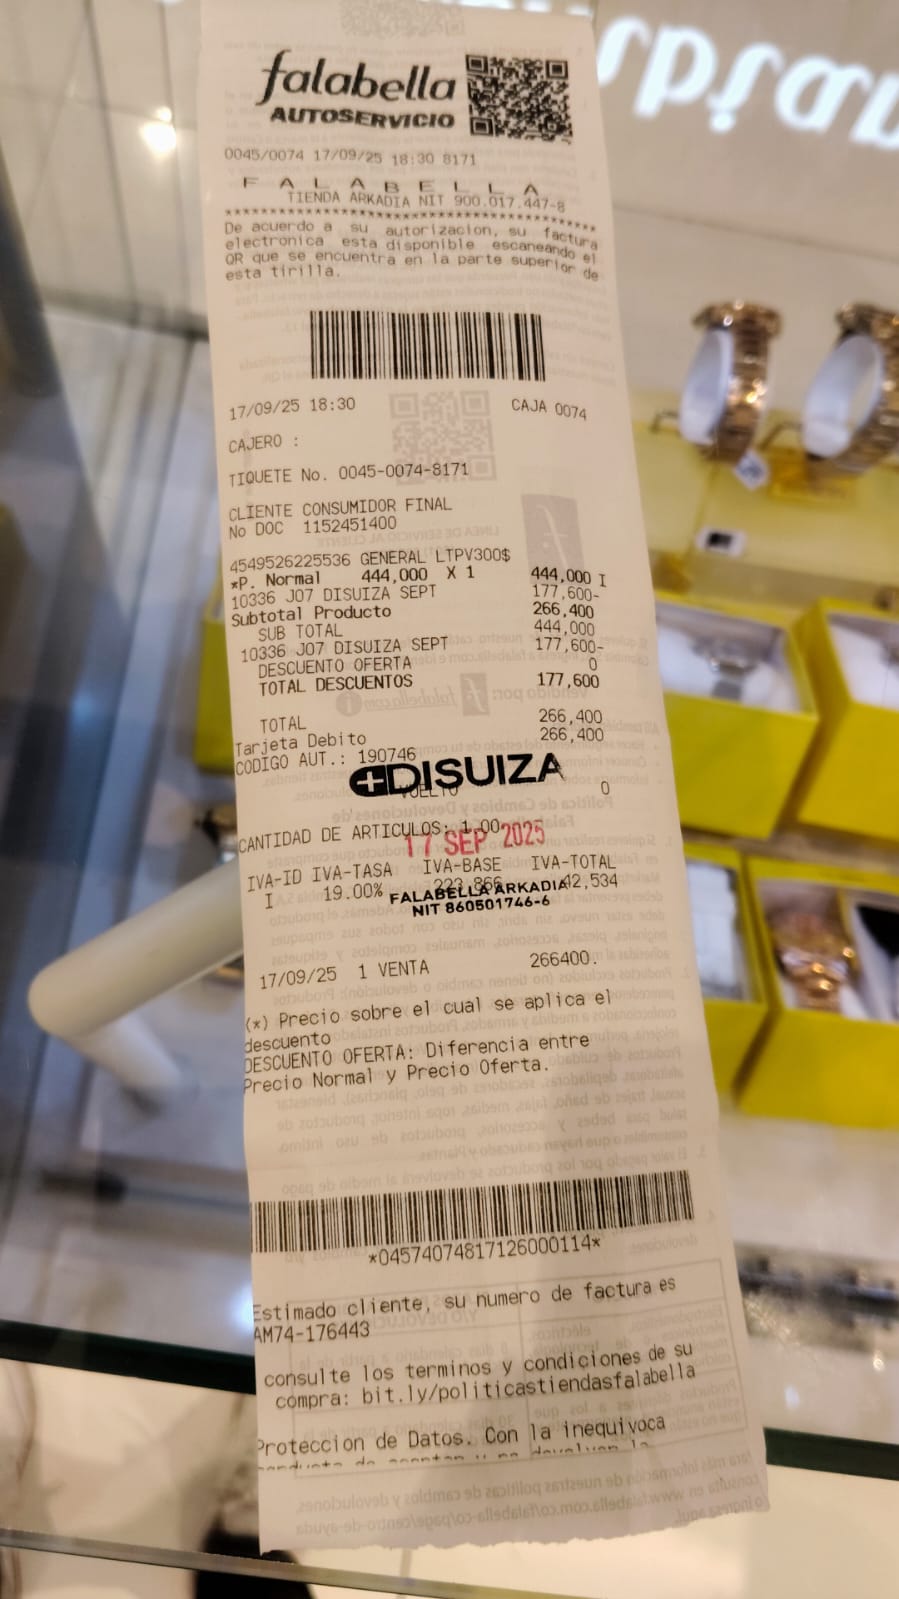 falabella
AUTOSERVICIO
0045/0074 17/09/25 18:30 8171
F A L A B E L L A
TIENDA ARKADIA NIT 900.017.447-8
****************************************
De acuerdo a su autorizacion, su factura
electronica esta disponible escaneando el
QR que se encuentra en la parte superior de
esta tirilla.
17/09/25 18:30 CAJA 0074
CAJERO :
TIQUETE No. 0045-0074-8171
CLIENTE CONSUMIDOR FINAL
No DOC 1152451400
4549526225536 GENERAL LTPV300$
*P. Normal 444,000 X 1 444,000 I
10336 J07 DISUIZA SEPT 177,600-
Subtotal Producto 266,400
SUB TOTAL 444,000
10336 J07 DISUIZA SEPT 177,600-
DESCUENTO OFERTA 0
TOTAL DESCUENTOS 177,600
TOTAL 266,400
Tarjeta Debito 266,400
CODIGO AUT.: 190746
DISUIZA
VUELTO 0
CANTIDAD DE ARTICULOS: 1.00
17 SEP 2025
IVA-ID IVA-TASA IVA-BASE IVA-TOTAL
I 19.00% 223,866 42,534
FALABELLA ARKADIA
NIT 860501746-6
17/09/25 1 VENTA 266400.
(*) Precio sobre el cual se aplica el
descuento
DESCUENTO OFERTA: Diferencia entre
Precio Normal y Precio Oferta.
*04574074817126000114*
Estimado cliente, su numero de factura es
AM74-176443
consulte los terminos y condiciones de su
compra: bit.ly/politicastiendasfalabella
Proteccion de Datos. Con la inequivoca